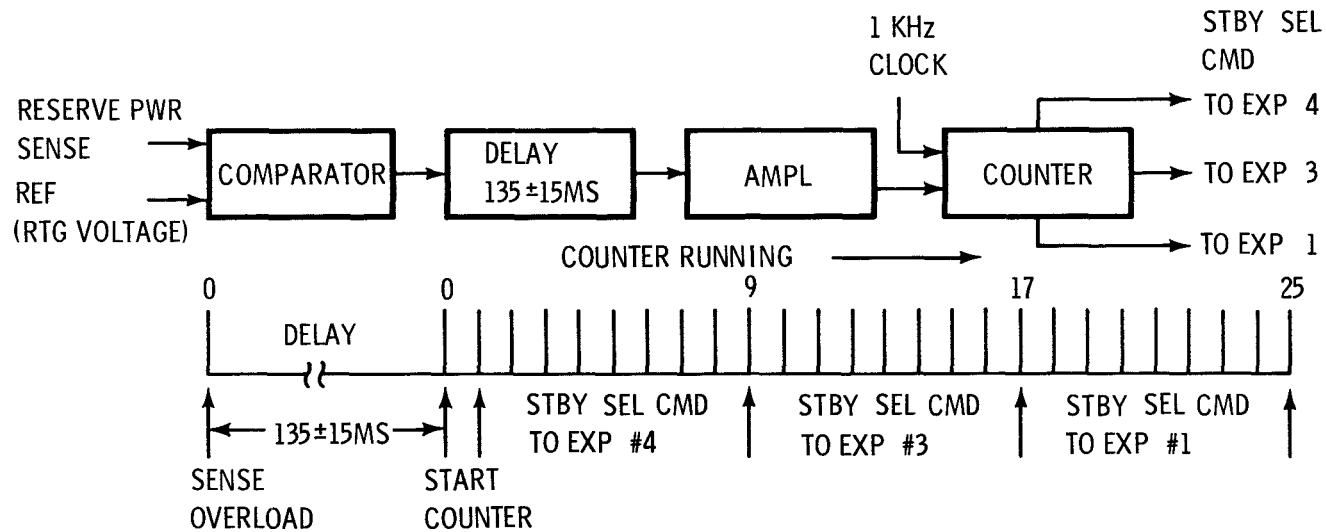 STBY SEL
CMD
1 KHz
CLOCK
TO EXP 4
RESERVE PWR
SENSE
REF
(RTG VOLTAGE)
COMPARATOR
DELAY
135±15MS
AMPL
COUNTER
TO EXP 3
TO EXP 1
COUNTER RUNNING
0
0
9
17
25
DELAY
135±15MS
STBY SEL CMD
TO EXP #4
STBY SEL CMD
TO EXP #3
STBY SEL CMD
TO EXP #1
SENSE
OVERLOAD
START
COUNTER